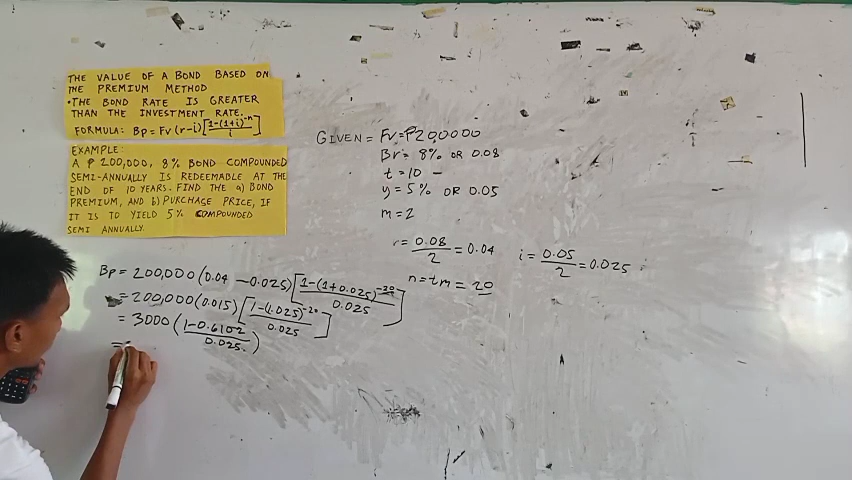 THE VALUE OF A BOND BASED ON
THE PREMIUM METHOD
• THE BOND RATE IS GREATER
THAN THE INVESTMENT RATE.
FORMULA: Bp = Fv (r-i) [1-(1+i)^-n / i]
EXAMPLE:
A ₱ 200,000, 8% BOND COMPOUNDED
SEMI-ANNUALLY IS REDEEMABLE AT THE
END OF 10 YEARS. FIND THE a) BOND
PREMIUM, AND b) PURCHASE PRICE, IF
IT IS TO YIELD 5% COMPOUNDED
SEMI ANNUALLY.
GIVEN = Fv = ₱200000
Br = 8% OR 0.08
t = 10 -
y = 5% OR 0.05
m = 2
r = 0.08 / 2 = 0.04
i = 0.05 / 2 = 0.025
n = tm = 20
Bp = 200,000 (0.04 - 0.025) [1-(1+0.025)^-20 / 0.025]
= 200,000 (0.015) [1-(1.025)^-20 / 0.025]
= 3000 (1-0.6102 / 0.025)
=